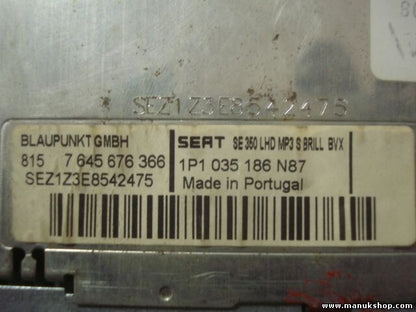 SEZ1Z3E8542475
BLAUPUNKT GMBH
815 7 645 676 366
SEZ1Z3E8542475
SEAT SE 350 LHD MP3 S BRILL BVX
1P1 035 186 N87
Made in Portugal
www.manukshop.com